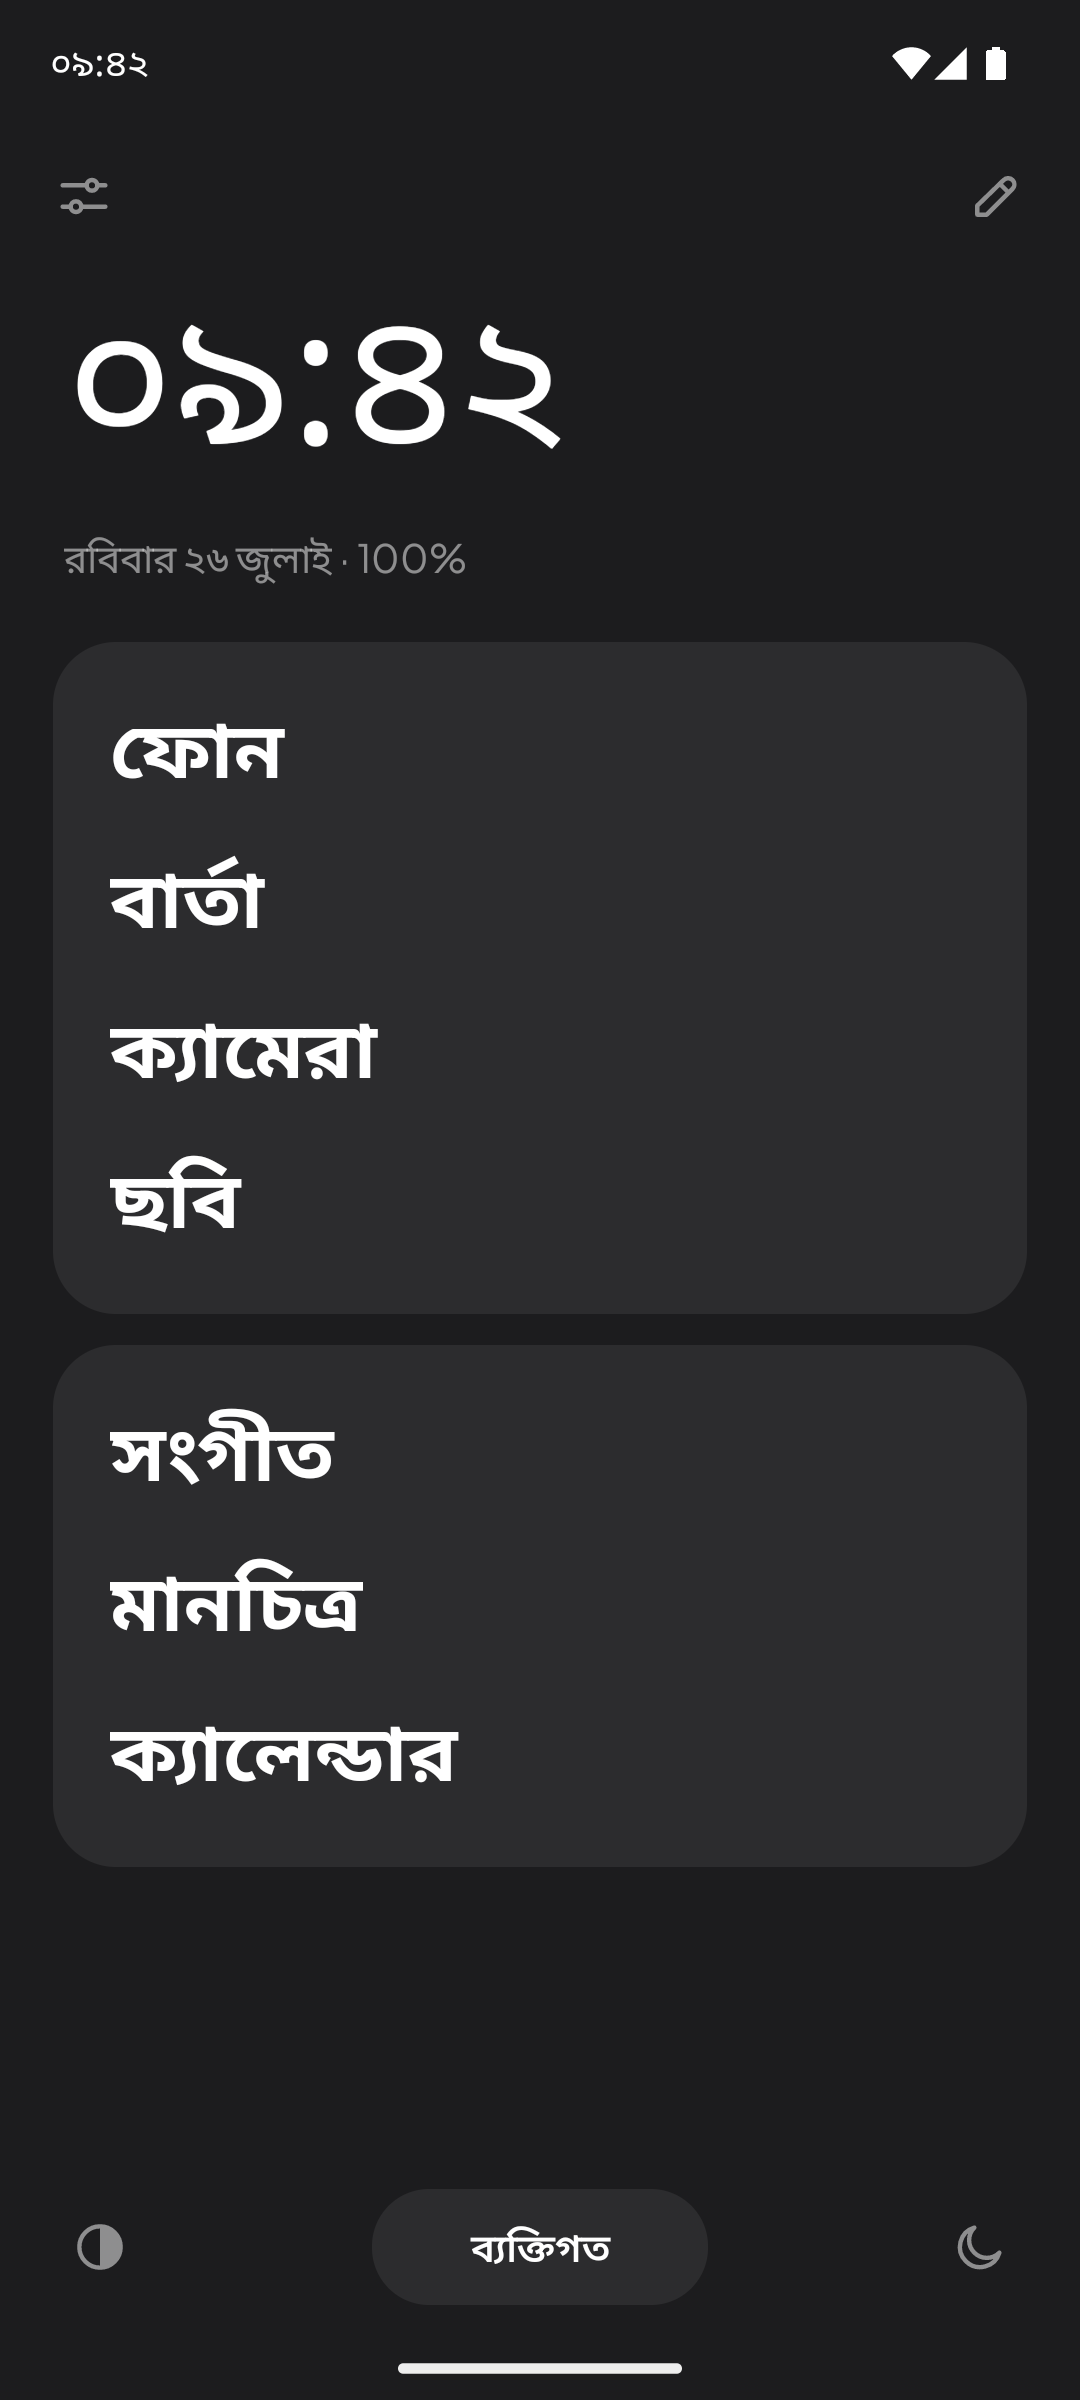 ০৯:৪২
০৯:৪২
রবিবার ২৬ জুলাই · 100%
ফোন
বার্তা
ক্যামেরা
ছবি
সংগীত
মানচিত্র
ক্যালেন্ডার
ব্যক্তিগত